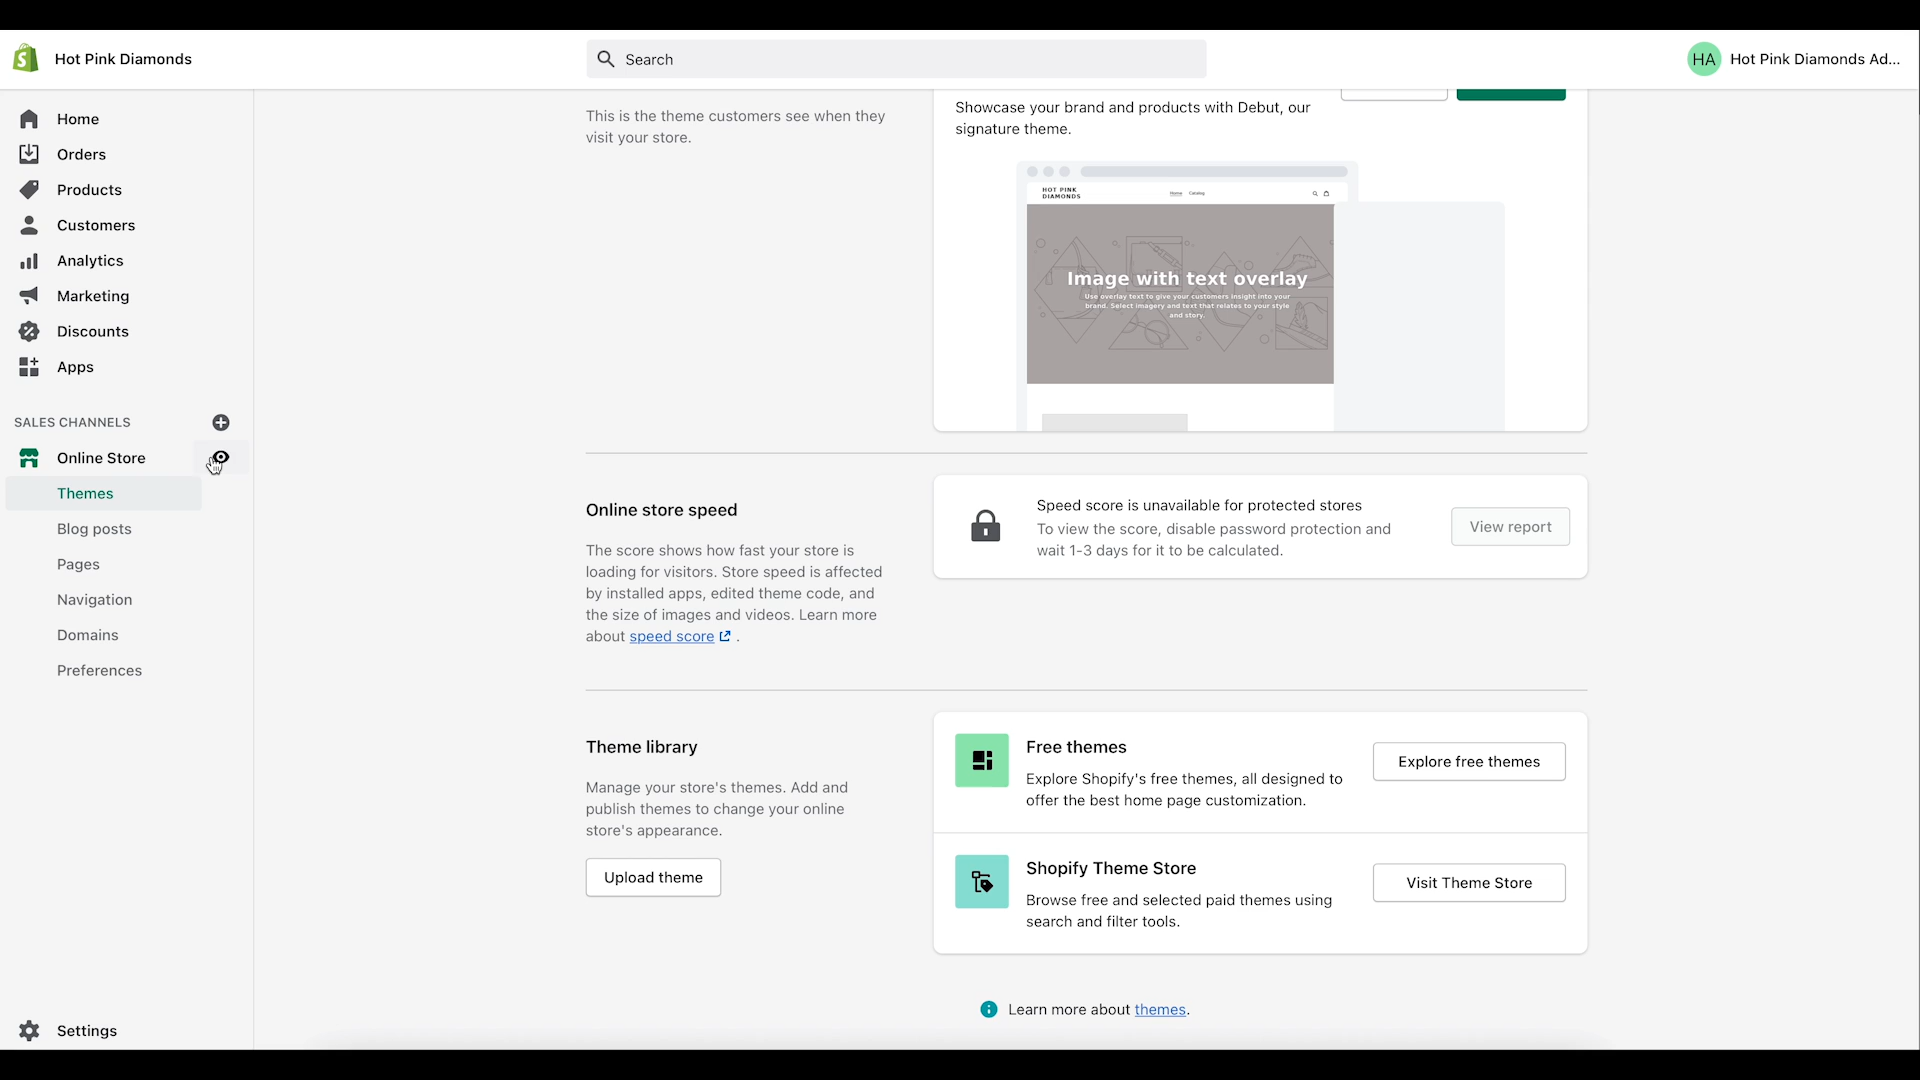 Hot Pink Diamonds
Search
HA Hot Pink Diamonds Ad...
Home
Orders
Products
Customers
Analytics
Marketing
Discounts
Apps
SALES CHANNELS
Online Store
Themes
Blog posts
Pages
Navigation
Domains
Preferences
Settings
This is the theme customers see when they
visit your store.
Showcase your brand and products with Debut, our
signature theme.
HOT PINK
DIAMONDS
Home Catalog
Image with text overlay
Use overlay text to give your customers insight into your
brand. Select imagery and text that relates to your style
and story.
Online store speed
The score shows how fast your store is
loading for visitors. Store speed is affected
by installed apps, edited theme code, and
the size of images and videos. Learn more
about speed score .
Speed score is unavailable for protected stores
To view the score, disable password protection and
wait 1-3 days for it to be calculated.
View report
Theme library
Manage your store's themes. Add and
publish themes to change your online
store's appearance.
Upload theme
Free themes
Explore Shopify's free themes, all designed to
offer the best home page customization.
Explore free themes
Shopify Theme Store
Browse free and selected paid themes using
search and filter tools.
Visit Theme Store
Learn more about themes.